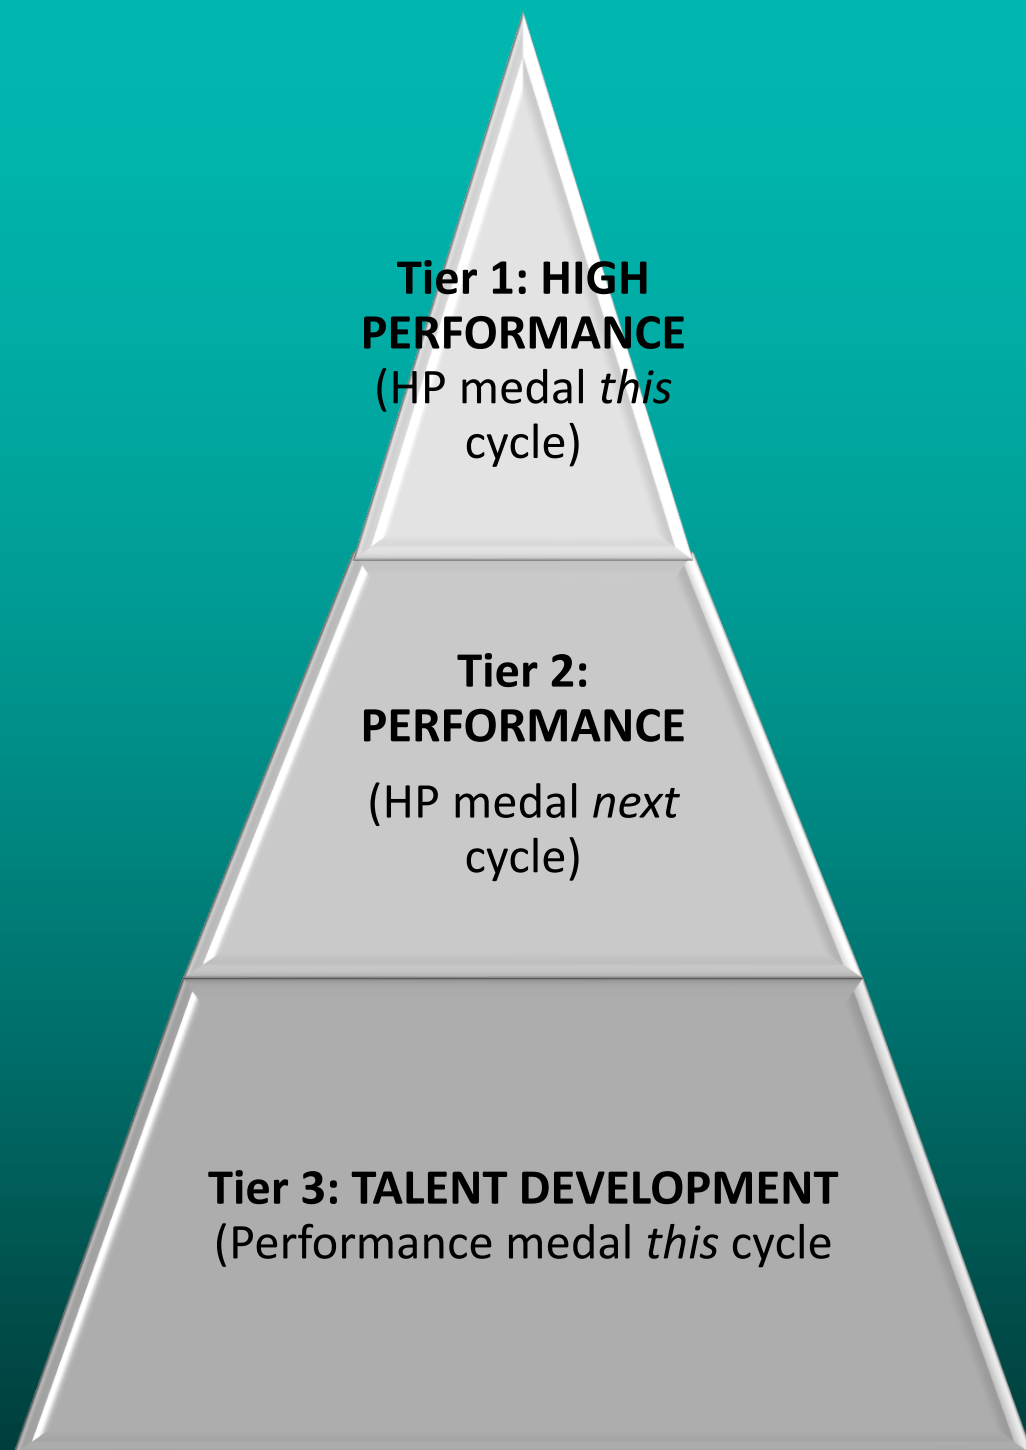 Tier 1: HIGH
PERFORMANCE
(HP medal this
cycle)
Tier 2:
PERFORMANCE
(HP medal next
cycle)
Tier 3: TALENT DEVELOPMENT
(Performance medal this cycle